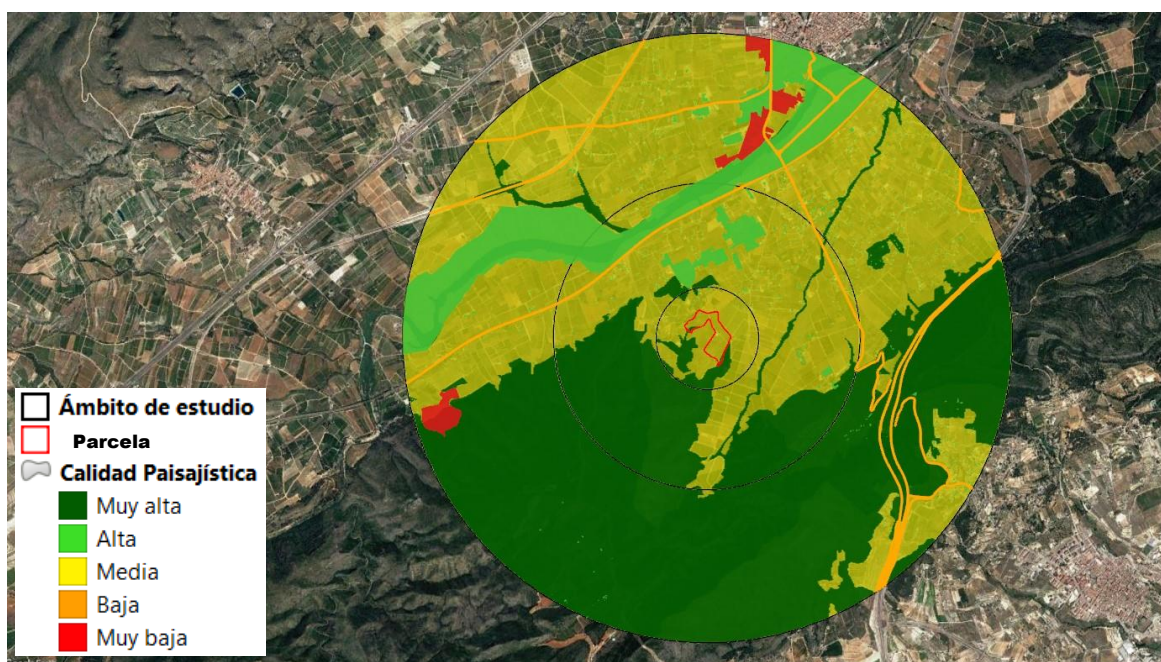 Ámbito de estudio
Parcela
Calidad Paisajística
Muy alta
Alta
Media
Baja
Muy baja